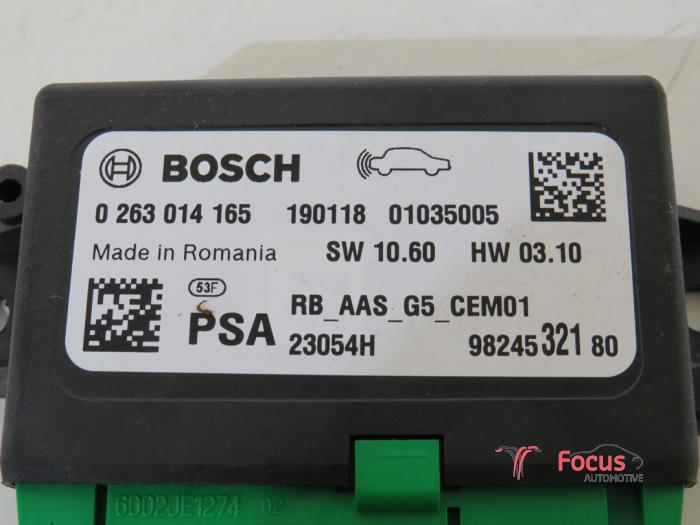 BOSCH
0 263 014 165 190118 01035005
Made in Romania SW 10.60 HW 03.10
53F
PSA RB_AAS_G5_CEM01
23054H 98245 321 80
6002JE1274 02
Focus
AUTOMOTIVE